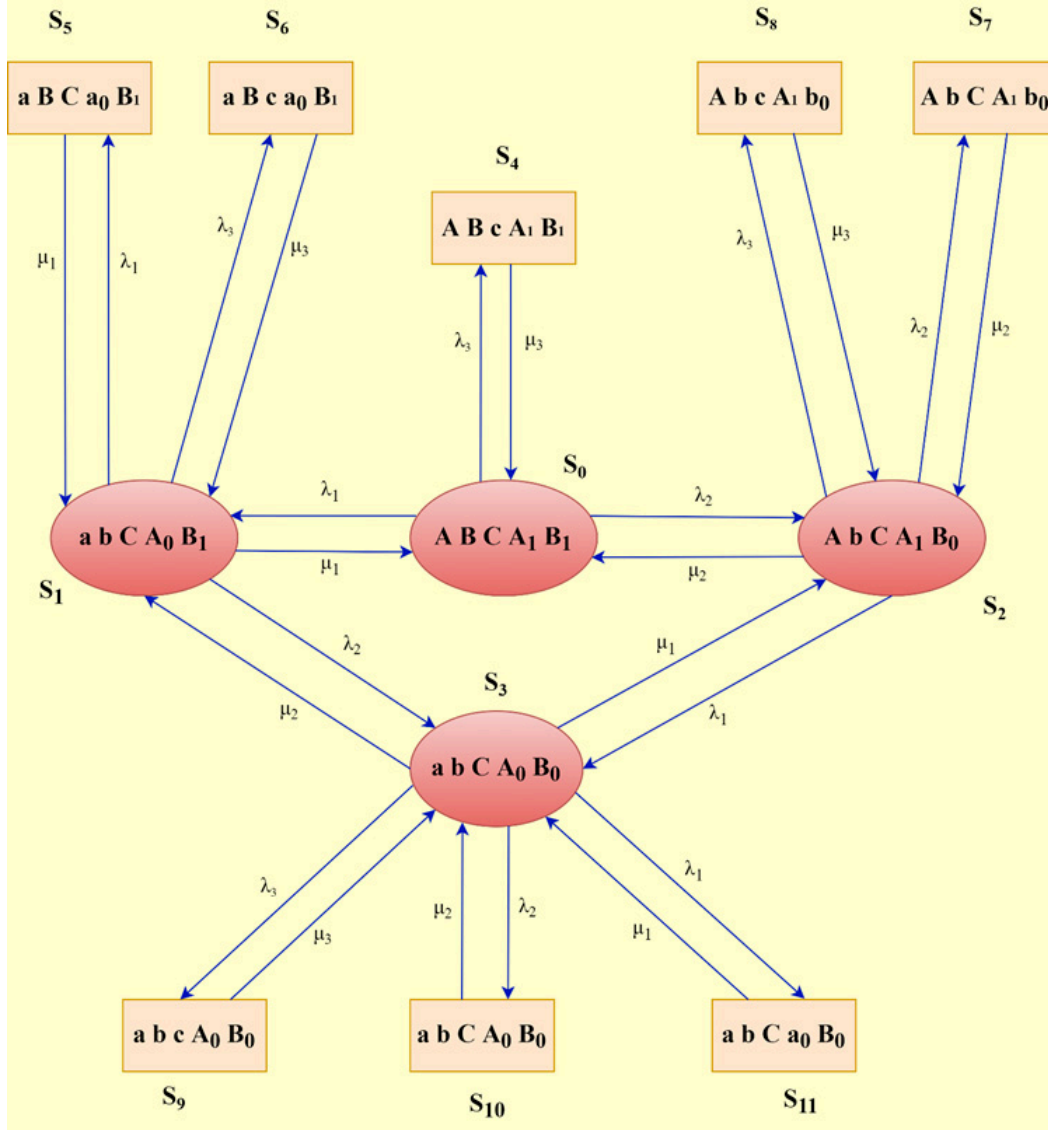 S₅
S₆
S₈
S₇
a B C a₀ B₁
a B c a₀ B₁
A b c A₁ b₀
A b C A₁ b₀
S₄
A B c A₁ B₁
μ₁
λ₁
λ₃
μ₃
λ₃
μ₃
λ₃
μ₃
λ₂
μ₂
S₀
λ₁
λ₂
a b C A₀ B₁
A B C A₁ B₁
A b C A₁ B₀
μ₁
μ₂
S₁
S₂
λ₂
μ₁
S₃
μ₂
λ₁
a b C A₀ B₀
λ₃
μ₃
μ₂
λ₂
λ₁
μ₁
a b c A₀ B₀
a b C A₀ B₀
a b C a₀ B₀
S₉
S₁₀
S₁₁